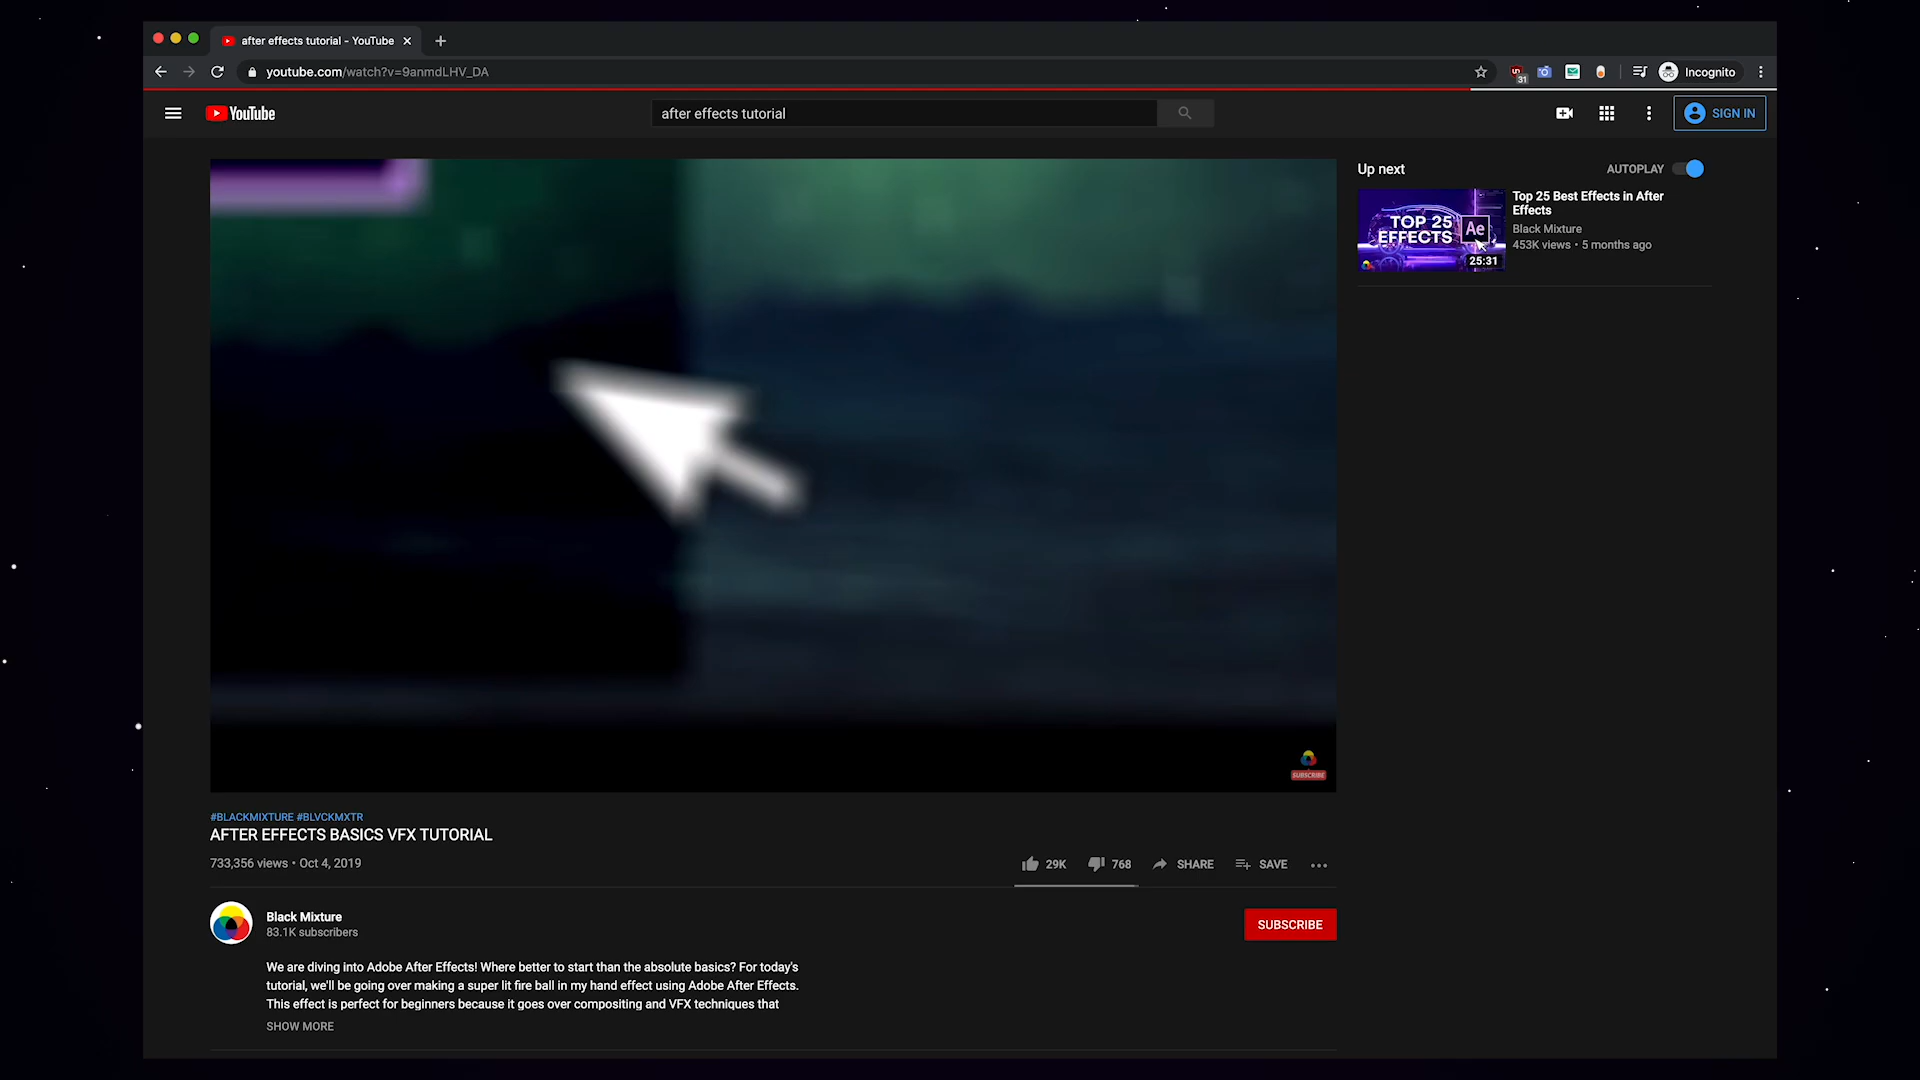 after effects tutorial - YouTube
youtube.com/watch?v=9anmdLHV_DA
31
Incognito
YouTube
after effects tutorial
SIGN IN
Up next
AUTOPLAY
TOP 25
EFFECTS
Ae
25:31
Top 25 Best Effects in After
Effects
Black Mixture
453K views • 5 months ago
SUBSCRIBE
#BLACKMIXTURE #BLVCKMXTR
AFTER EFFECTS BASICS VFX TUTORIAL
733,356 views • Oct 4, 2019
29K
768
SHARE
SAVE
Black Mixture
83.1K subscribers
SUBSCRIBE
We are diving into Adobe After Effects! Where better to start than the absolute basics? For today's
tutorial, we'll be going over making a super lit fire ball in my hand effect using Adobe After Effects.
This effect is perfect for beginners because it goes over compositing and VFX techniques that
SHOW MORE